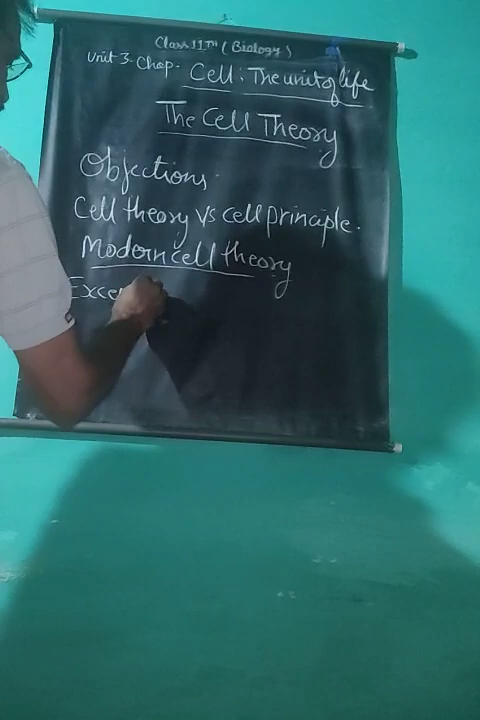 Class 11TH (Biology)
Unit 3. Chap. Cell: The unit of life
The Cell Theory
Objections.
Cell theory Vs cell principle.
Modern cell theory
Exce